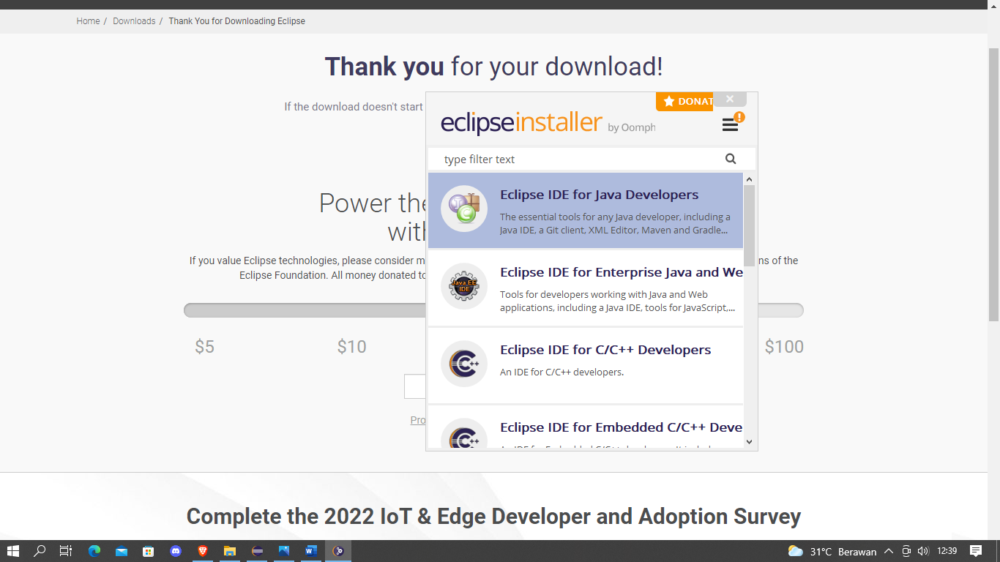 Home / Downloads / Thank You for Downloading Eclipse
Thank you for your download!
If the download doesn't start
Power the
with
If you value Eclipse technologies, please consider m
ns of the
Eclipse Foundation. All money donated to
$5
$10
$100
Pro
DONAT
eclipseinstaller by Oomph
type filter text
Eclipse IDE for Java Developers
The essential tools for any Java developer, including a
Java IDE, a Git client, XML Editor, Maven and Gradle...
Java EE
IDE
Eclipse IDE for Enterprise Java and We
Tools for developers working with Java and Web
applications, including a Java IDE, tools for JavaScript,...
C++
Eclipse IDE for C/C++ Developers
An IDE for C/C++ developers.
C++
Eclipse IDE for Embedded C/C++ Deve
Complete the 2022 IoT & Edge Developer and Adoption Survey
31°C Berawan
12:39